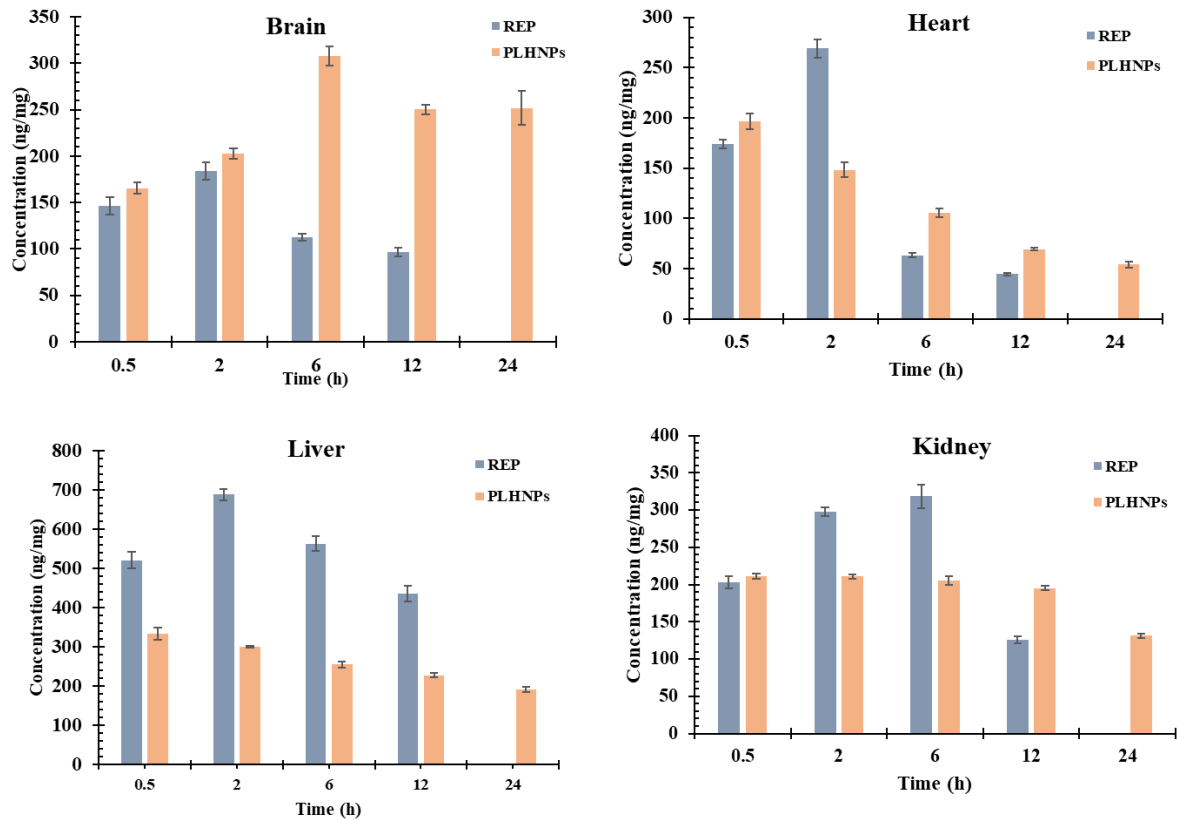 Brain
REP
PLHNPs
Concentration (ng/mg)
350
300
250
200
150
100
50
0
0.5 2 6 12 24
Time (h)
Heart
REP
PLHNPs
Concentration (ng/mg)
300
250
200
150
100
50
0
0.5 2 6 12 24
Time (h)
Liver
REP
PLHNPs
Concentration (ng/mg)
800
700
600
500
400
300
200
100
0
0.5 2 6 12 24
Time (h)
Kidney
REP
PLHNPs
Concentration (ng/mg)
400
350
300
250
200
150
100
50
0
0.5 2 6 12 24
Time (h)